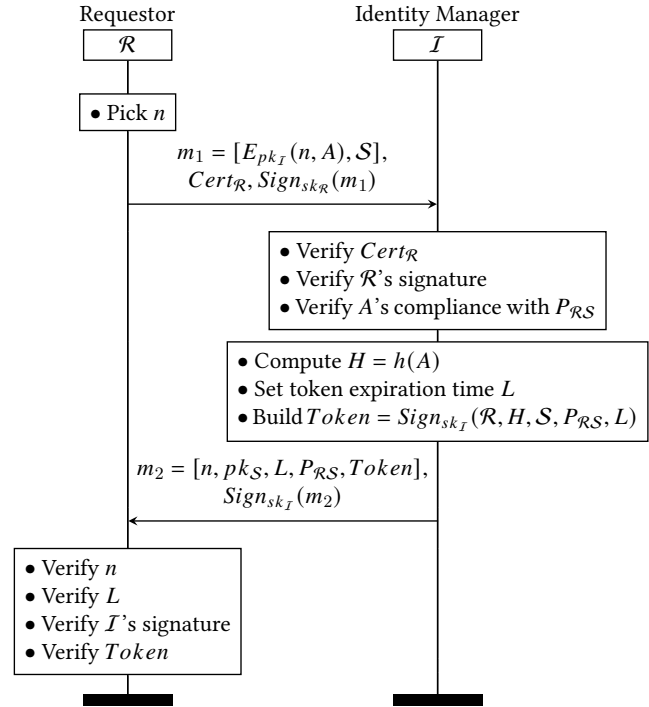 Requestor
Identity Manager
ℛ
ℐ
• Pick n
m₁ = [E_{pk_ℐ}(n, A), 𝒮],
Cert_ℛ, Sign_{sk_ℛ}(m₁)
• Verify Cert_ℛ
• Verify ℛ's signature
• Verify A's compliance with P_{ℛ𝒮}
• Compute H = h(A)
• Set token expiration time L
• Build Token = Sign_{sk_ℐ}(ℛ, H, 𝒮, P_{ℛ𝒮}, L)
m₂ = [n, pk_𝒮, L, P_{ℛ𝒮}, Token],
Sign_{sk_ℐ}(m₂)
• Verify n
• Verify L
• Verify ℐ's signature
• Verify Token